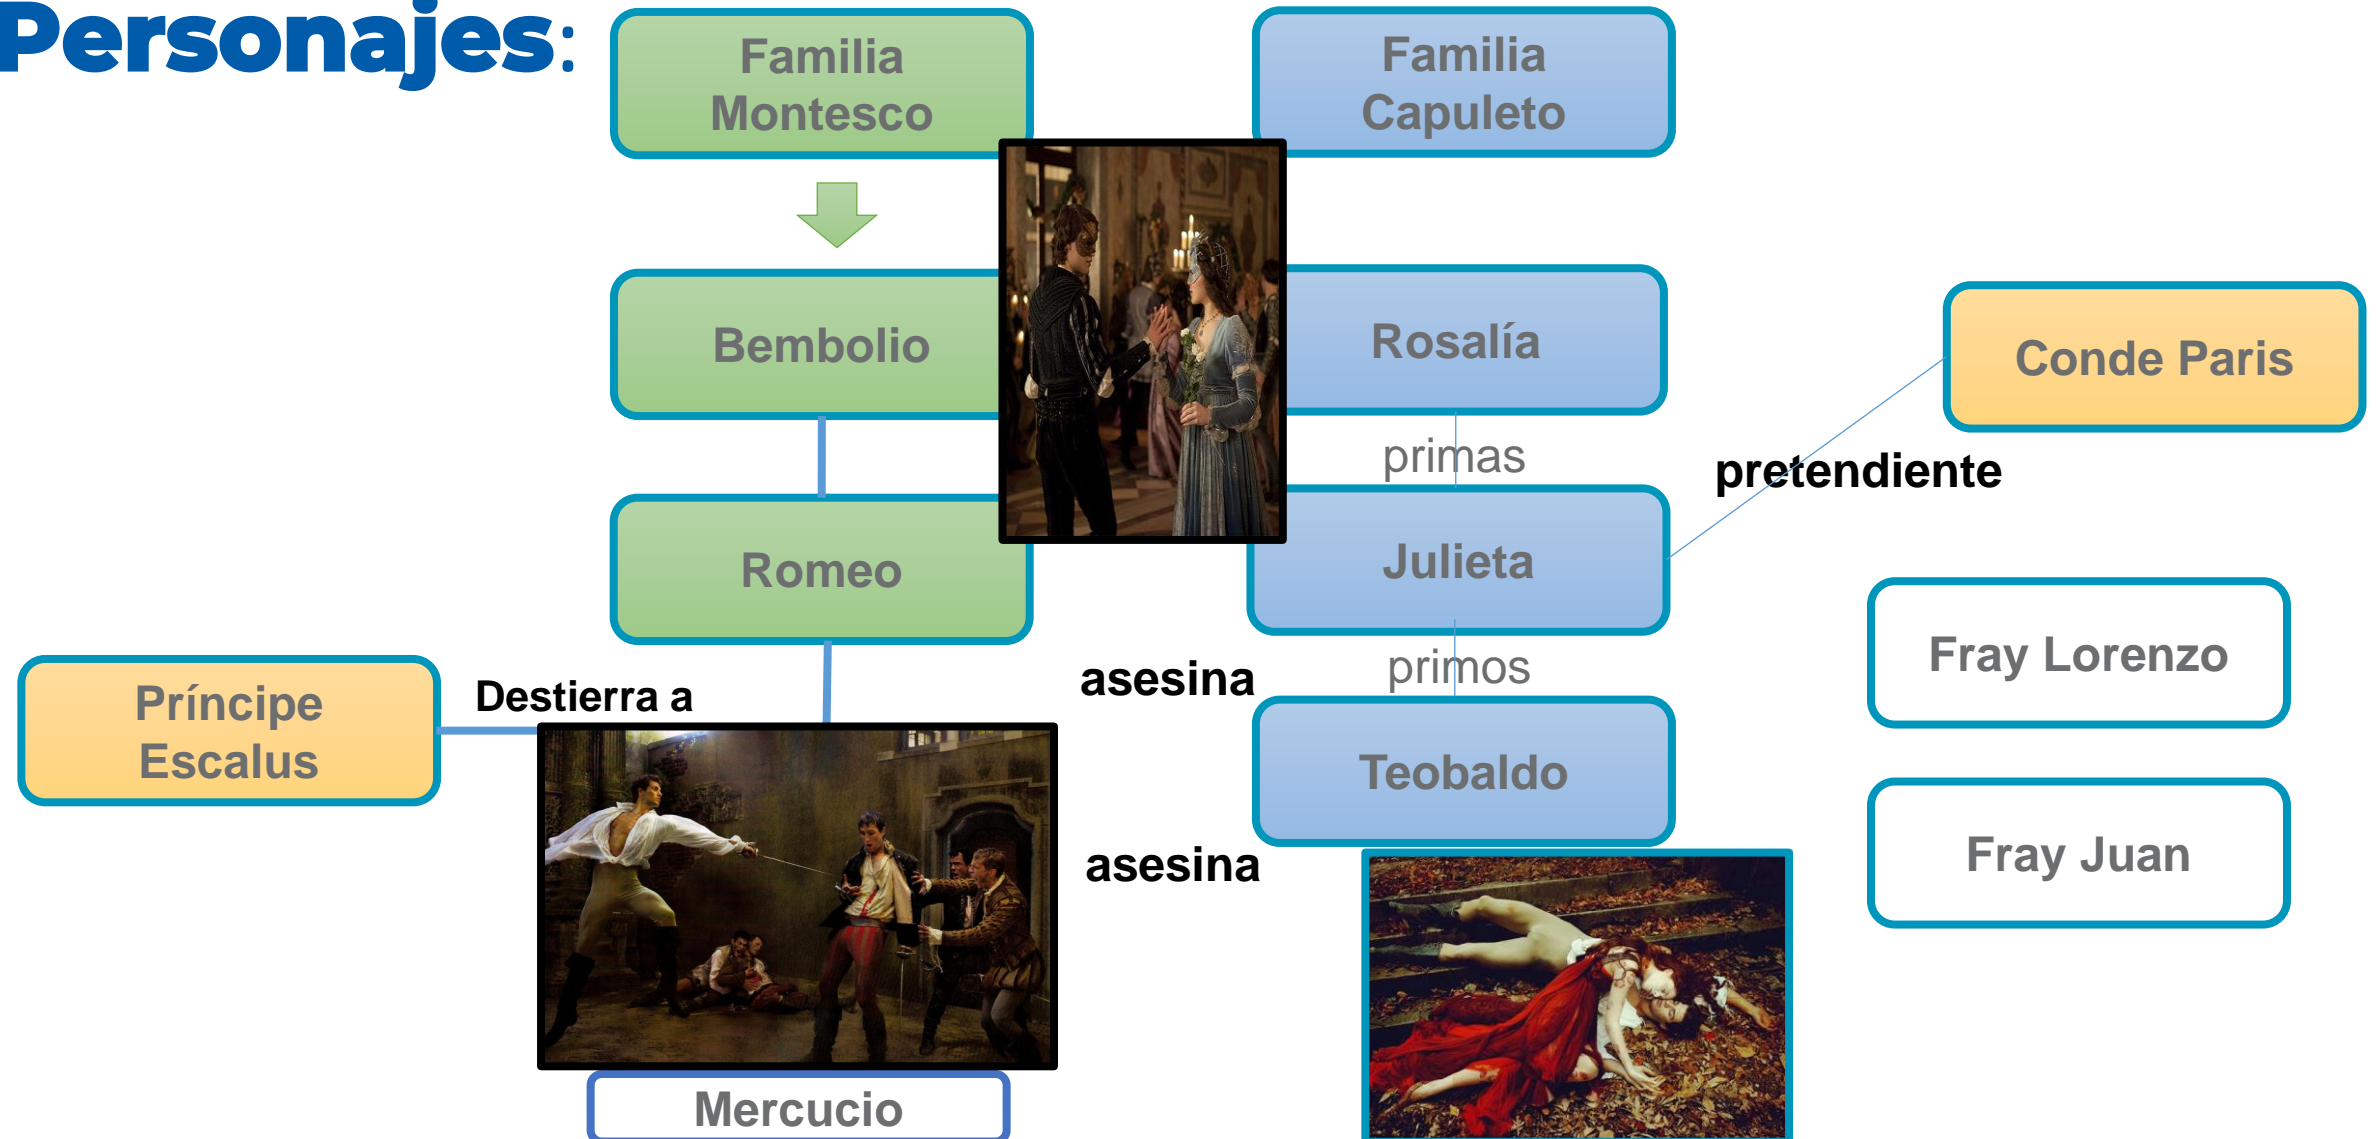 Personajes:
Familia
Montesco
Familia
Capuleto
Bembolio
Rosalía
Conde Paris
primas
pretendiente
Romeo
Julieta
Fray Lorenzo
Príncipe
Escalus
Destierra a
asesina
primos
Teobaldo
asesina
Fray Juan
Mercucio